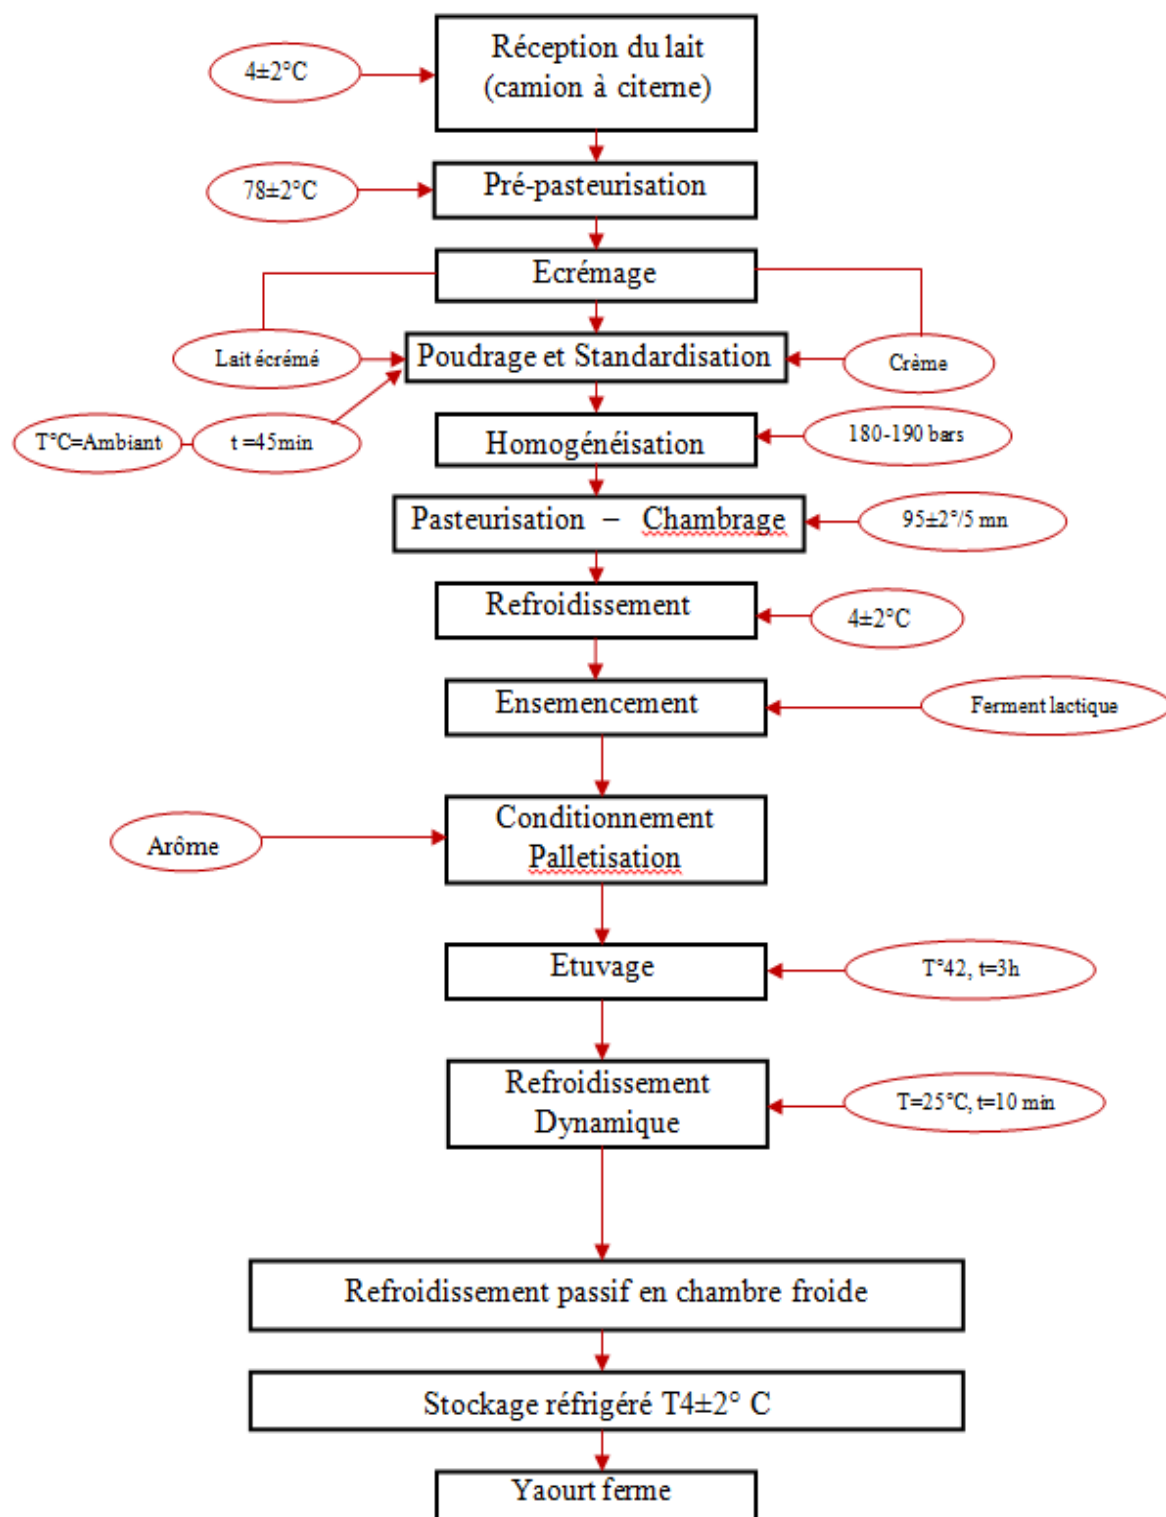 Réception du lait
(camion à citerne)
4±2°C
Pré-pasteurisation
78±2°C
Ecrémage
Lait écrémé
Poudrage et Standardisation
Crème
T°C=Ambiant
t =45min
Homogénéisation
180-190 bars
Pasteurisation – Chambrage
95±2°/5 mn
Refroidissement
4±2°C
Ensemencement
Ferment lactique
Conditionnement
Palletisation
Arôme
Etuvage
T°42, t=3h
Refroidissement
Dynamique
T=25°C, t=10 min
Refroidissement passif en chambre froide
Stockage réfrigéré T4±2° C
Yaourt ferme